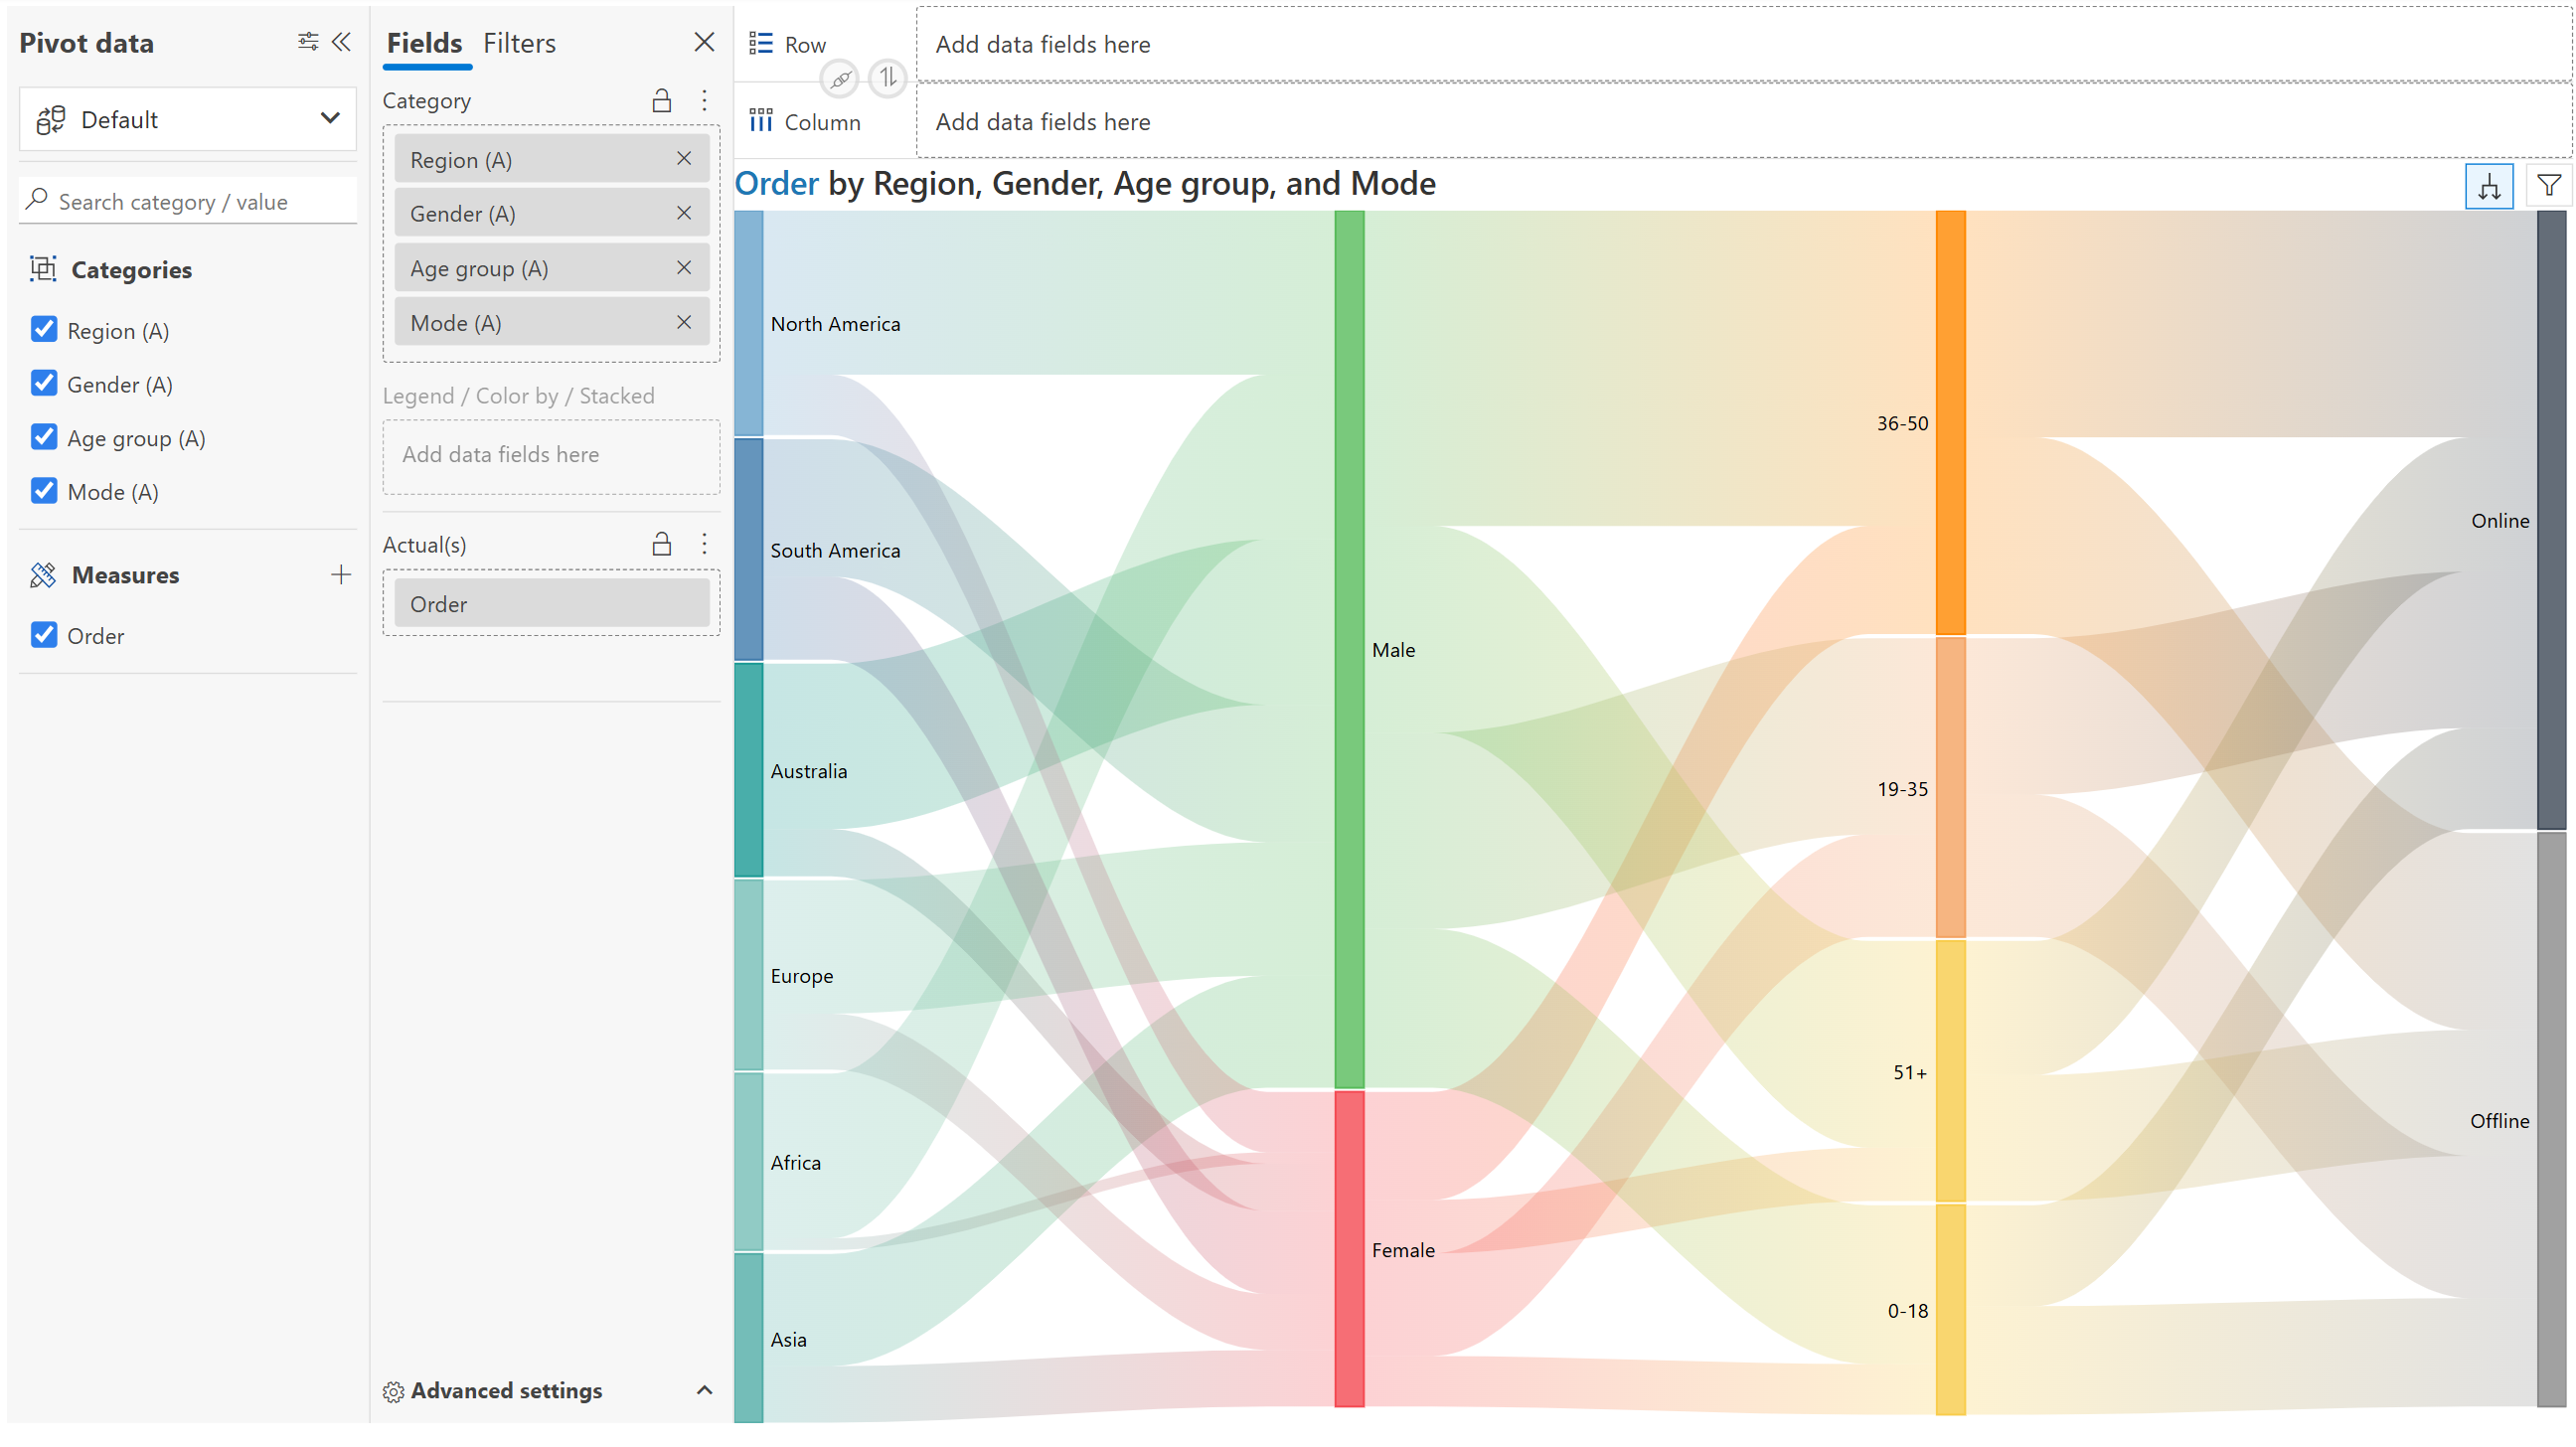 Pivot data
Default
Search category / value
Categories
Region (A)
Gender (A)
Age group (A)
Mode (A)
Measures
Order
Fields
Filters
Category
Region (A)
Gender (A)
Age group (A)
Mode (A)
Legend / Color by / Stacked
Add data fields here
Actual(s)
Order
Advanced settings
Row
Add data fields here
Column
Add data fields here
Order by Region, Gender, Age group, and Mode
North America
South America
Australia
Europe
Africa
Asia
Male
Female
36-50
19-35
51+
0-18
Online
Offline